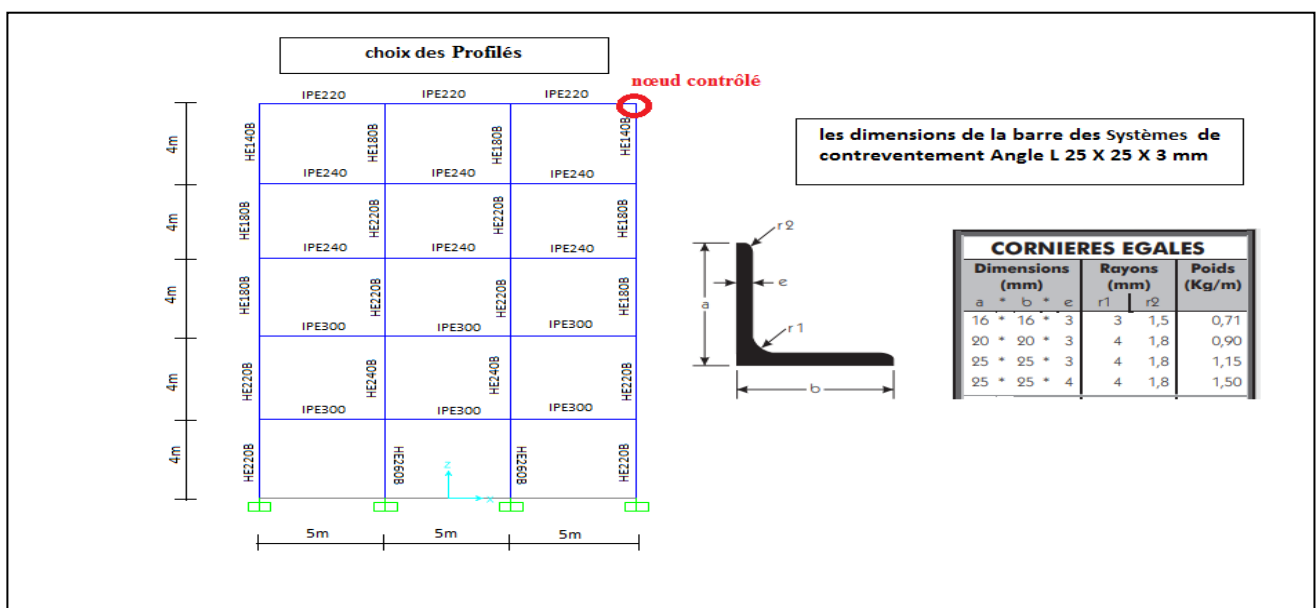 choix des Profilés
nœud contrôlé
IPE220 IPE220 IPE220
4m HE140B HE180B HE180B HE140B
IPE240 IPE240 IPE240
4m HE180B HE220B HE220B HE180B
IPE240 IPE240 IPE240
4m HE180B HE220B HE220B HE180B
IPE300 IPE300 IPE300
4m HE220B HE240B HE240B HE220B
IPE300 IPE300 IPE300
4m HE220B HE260B HE260B HE220B
z
x
5m 5m 5m
les dimensions de la barre des Systèmes de
contreventement Angle L 25 X 25 X 3 mm
r2
e
a
r1
b
CORNIERES EGALES
Dimensions Rayons Poids
(mm) (mm) (Kg/m)
a * b * e r1 r2
16 * 16 * 3 3 1,5 0,71
20 * 20 * 3 4 1,8 0,90
25 * 25 * 3 4 1,8 1,15
25 * 25 * 4 4 1,8 1,50